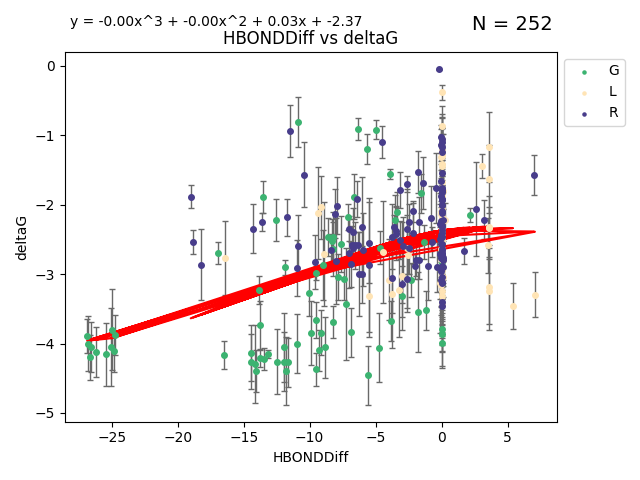 y = -0.00x^3 + -0.00x^2 + 0.03x + -2.37
N = 252
HBONDDiff vs deltaG
G
L
R
deltaG
0
−1
−2
−3
−4
−5
−25
−20
−15
−10
−5
0
5
HBONDDiff